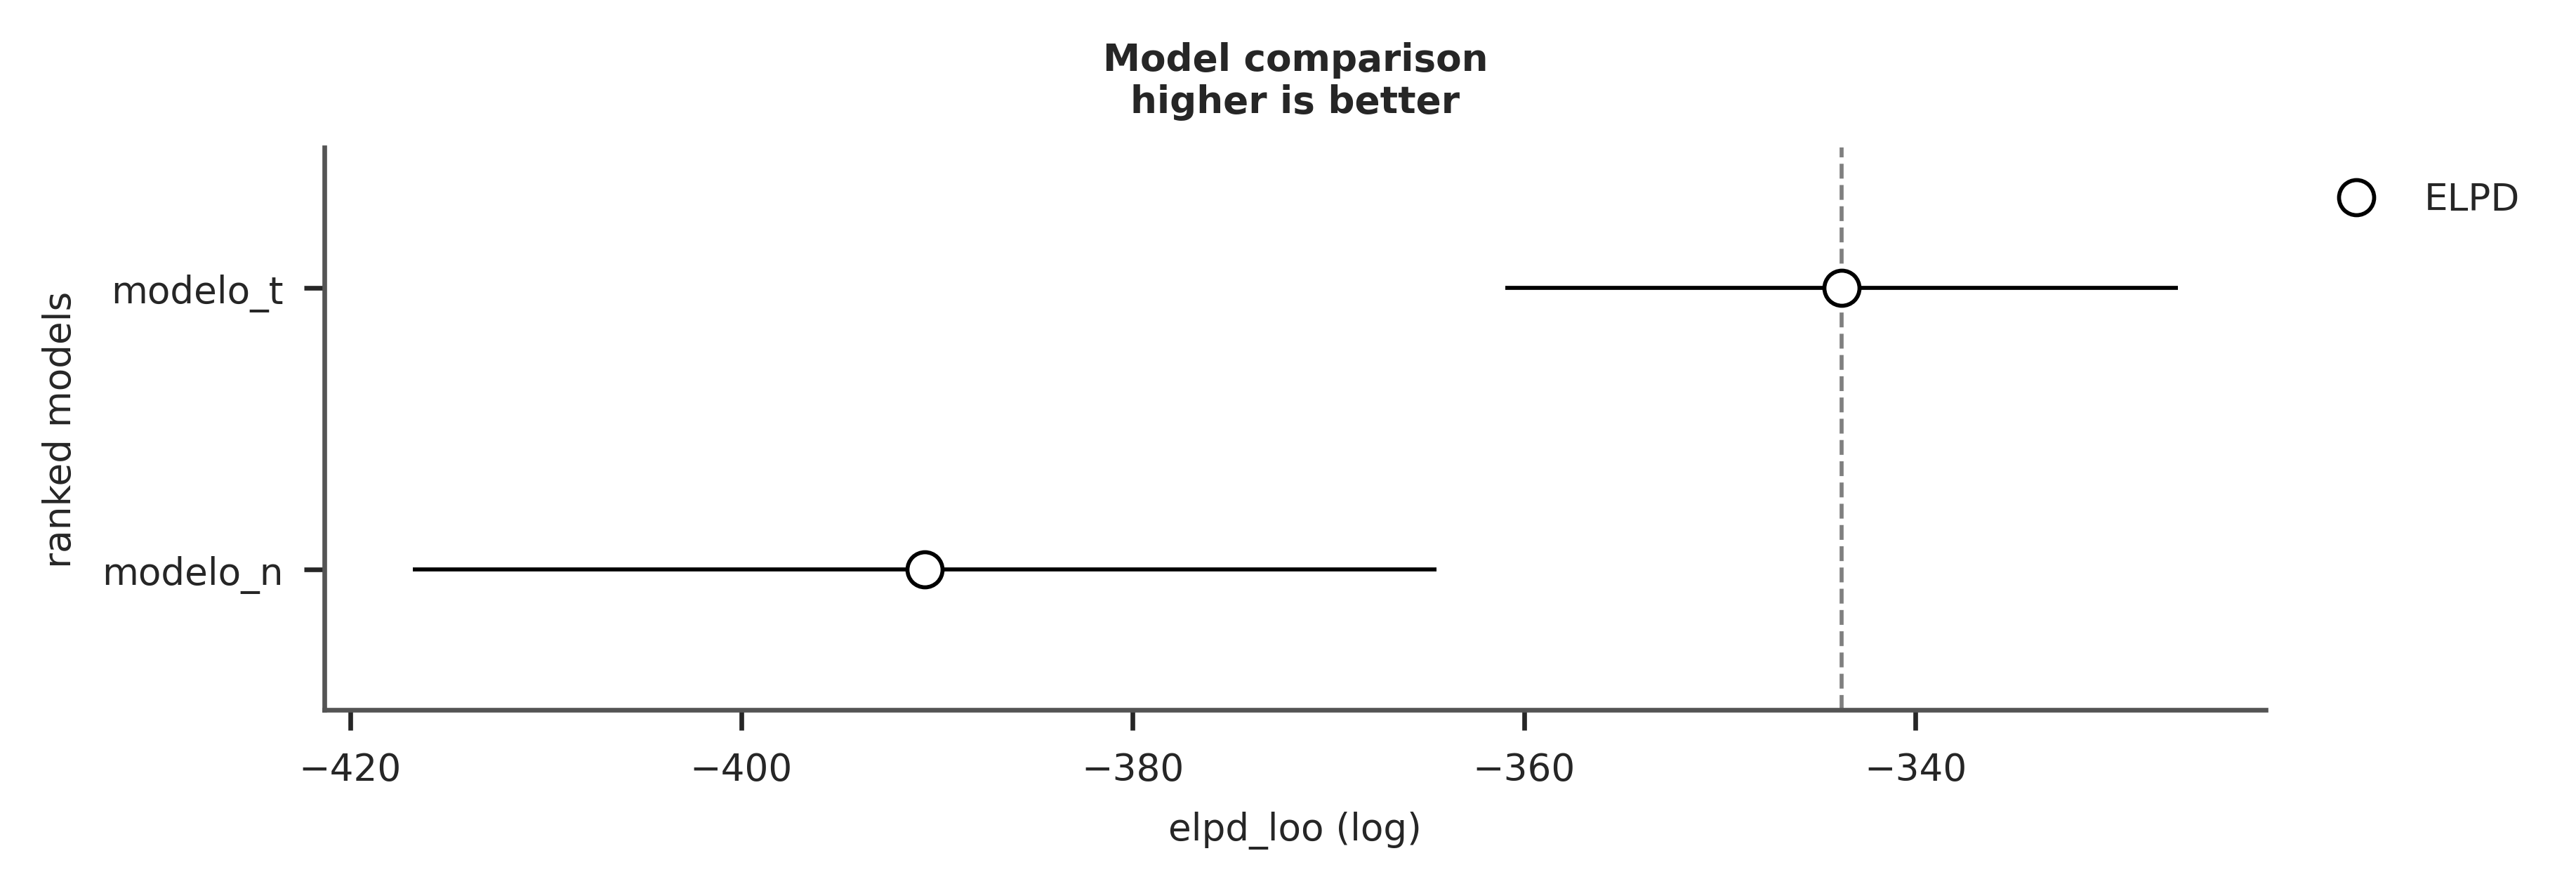 Model comparison
higher is better
ELPD
ranked models
modelo_t
modelo_n
−420 −400 −380 −360 −340
elpd_loo (log)